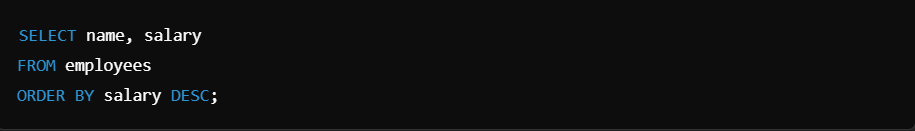 SELECT name, salary
FROM employees
ORDER BY salary DESC;